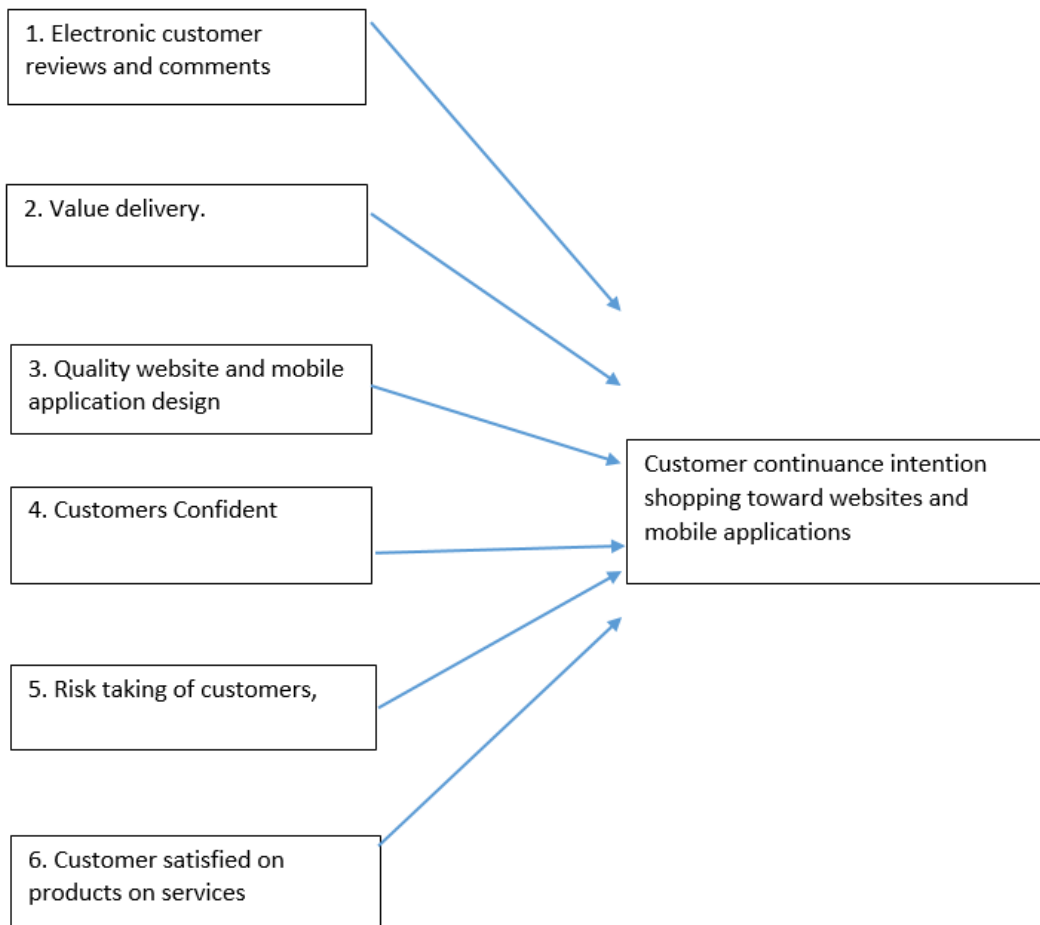 1. Electronic customer
reviews and comments
2. Value delivery.
3. Quality website and mobile
application design
Customer continuance intention
shopping toward websites and
mobile applications
4. Customers Confident
5. Risk taking of customers,
6. Customer satisfied on
products on services